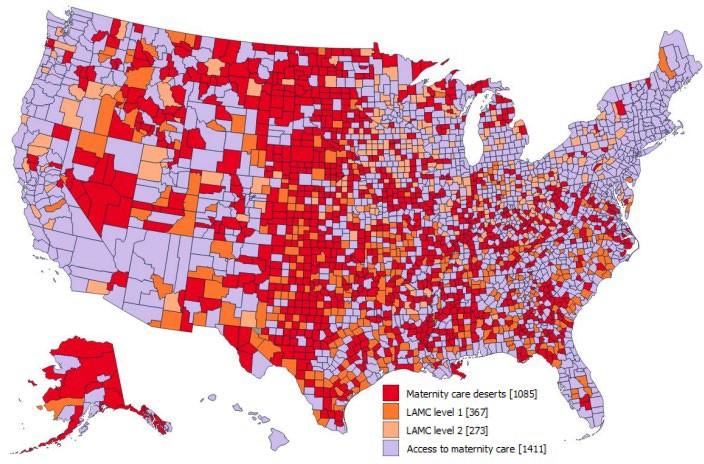 Maternity care deserts [1085]
LAMC level 1 [367]
LAMC level 2 [273]
Access to maternity care [1411]